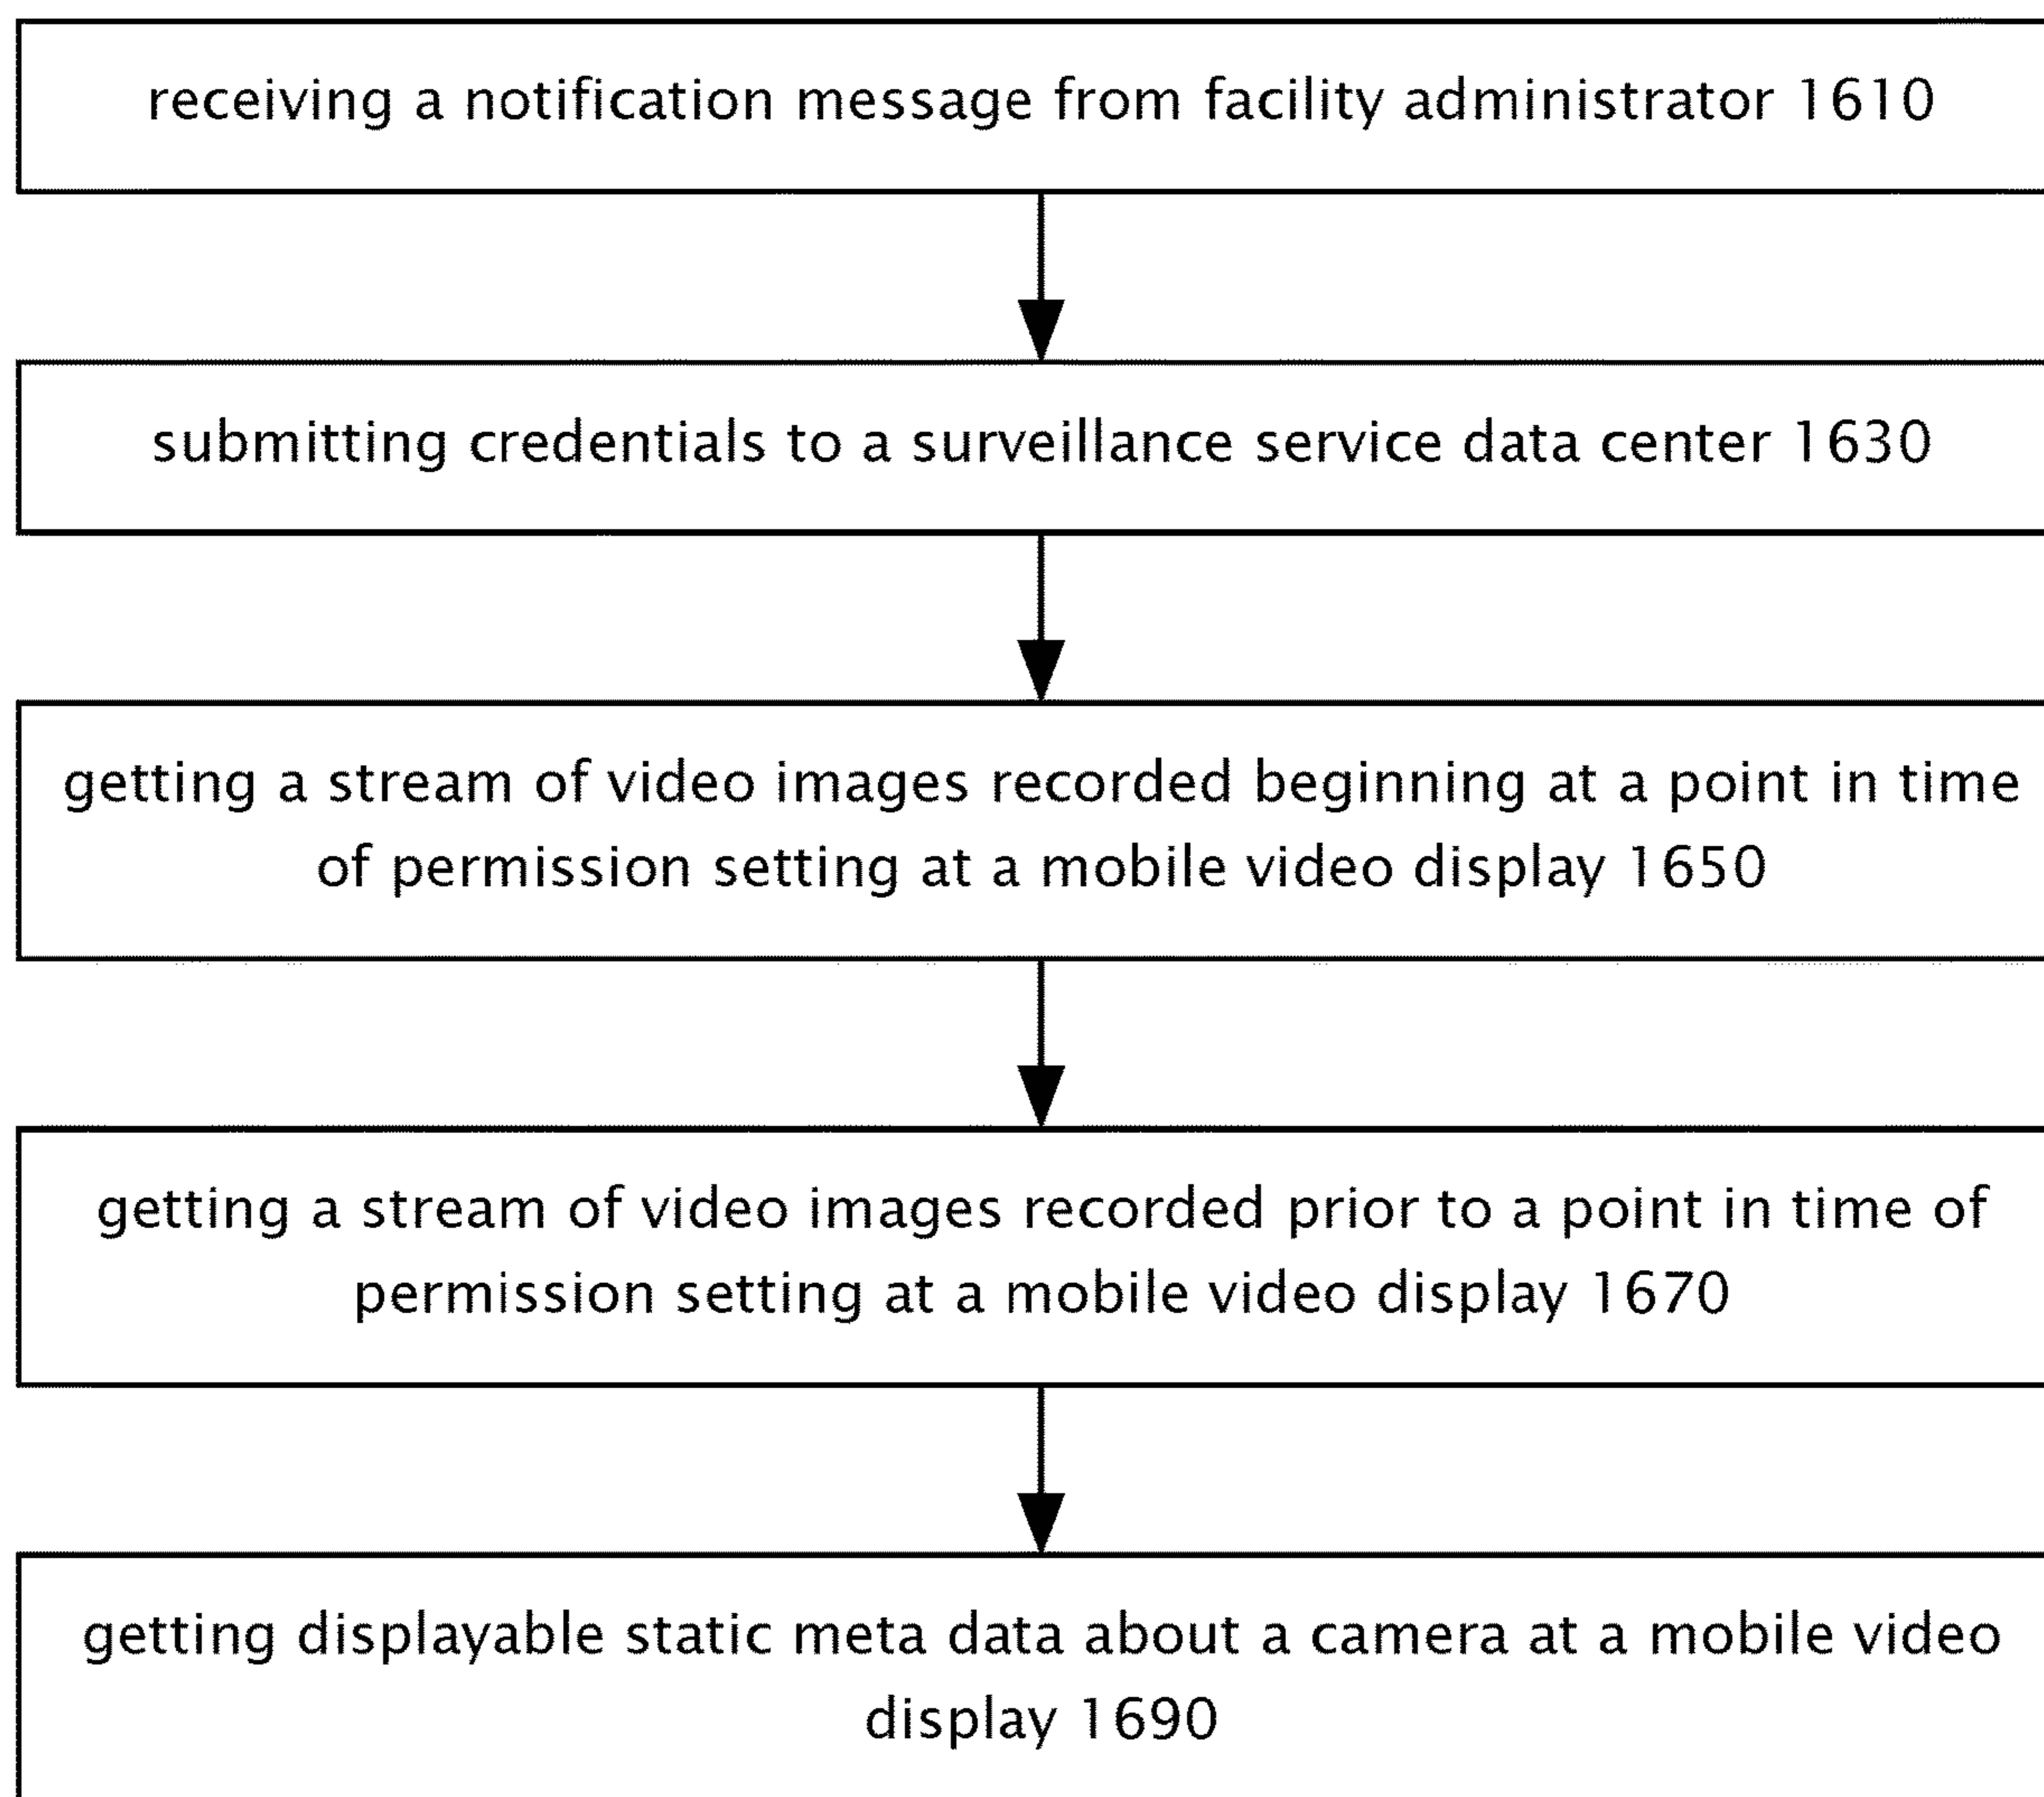 receiving a notification message from facility administrator 1610
submitting credentials to a surveillance service data center 1630
getting a stream of video images recorded beginning at a point in time
of permission setting at a mobile video display 1650
getting a stream of video images recorded prior to a point in time of
permission setting at a mobile video display 1670
getting displayable static meta data about a camera at a mobile video
display 1690